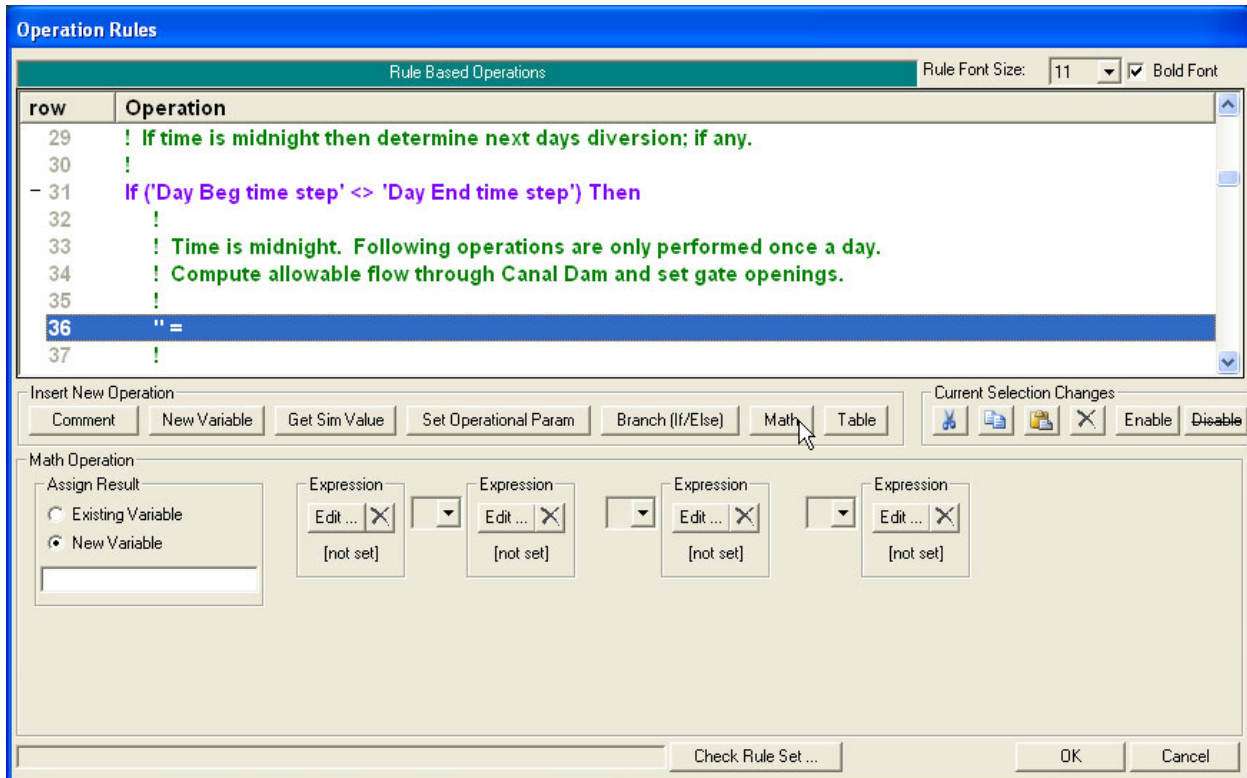 Operation Rules
Rule Based Operations Rule Font Size: 11 Bold Font
row Operation
29 ! If time is midnight then determine next days diversion; if any.
30 !
− 31 If ('Day Beg time step' <> 'Day End time step') Then
32 !
33 ! Time is midnight. Following operations are only performed once a day.
34 ! Compute allowable flow through Canal Dam and set gate openings.
35 !
36 '' =
37 !
Insert New Operation Current Selection Changes
Comment New Variable Get Sim Value Set Operational Param Branch (If/Else) Math Table Enable Disable
Math Operation
Assign Result Expression Expression Expression Expression
Existing Variable Edit ... Edit ... Edit ... Edit ...
New Variable [not set] [not set] [not set] [not set]
Check Rule Set ... OK Cancel